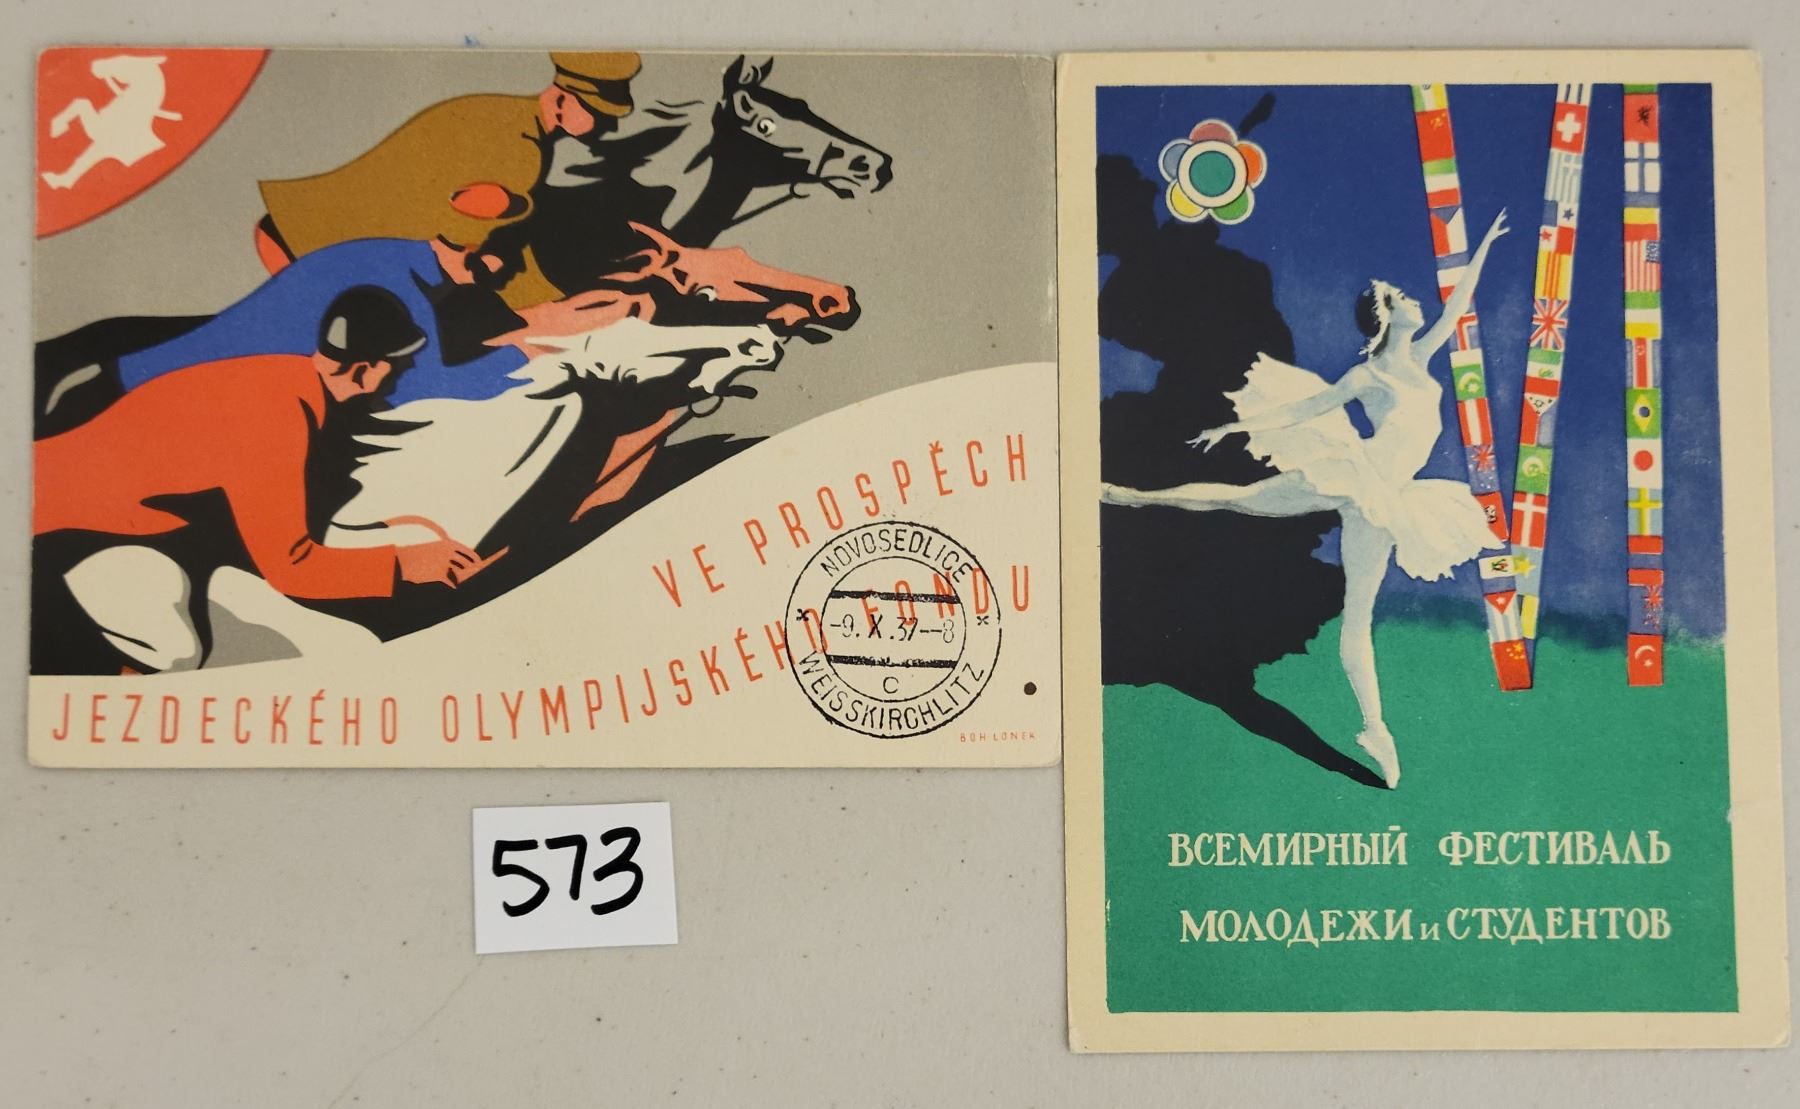 VE PROSPĚCH
JEZDECKÉHO OLYMPIJSKÉHO FONDU
NOVOSEDLICE
-9.X.37--8
C
WEISSKIRCHLITZ
BOH·LONEK
573
ВСЕМИРНЫЙ ФЕСТИВАЛЬ
МОЛОДЕЖИ и СТУДЕНТОВ